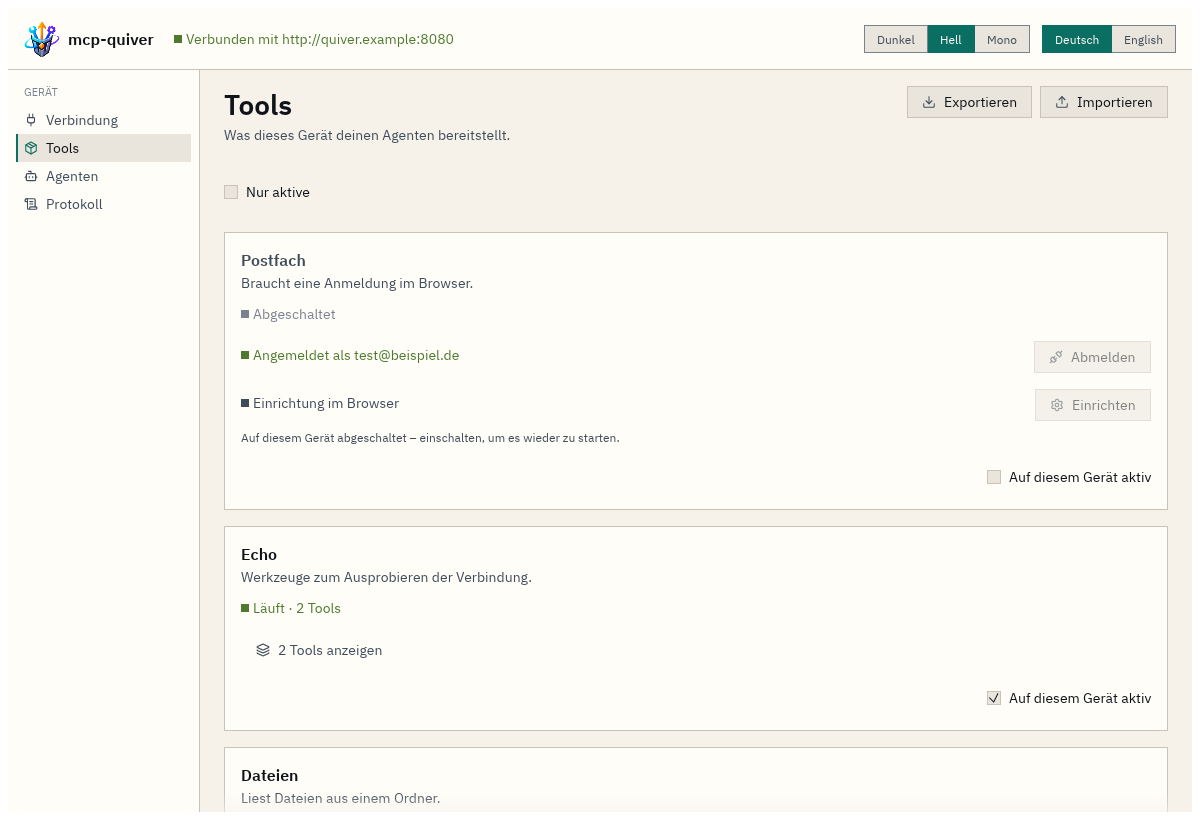 mcp-quiver
Verbunden mit http://quiver.example:8080
Dunkel
Hell
Mono
Deutsch
English
GERÄT
Verbindung
Tools
Agenten
Protokoll
Tools
Was dieses Gerät deinen Agenten bereitstellt.
Exportieren
Importieren
Nur aktive
Postfach
Braucht eine Anmeldung im Browser.
Abgeschaltet
Angemeldet als test@beispiel.de
Abmelden
Einrichtung im Browser
Einrichten
Auf diesem Gerät abgeschaltet – einschalten, um es wieder zu starten.
Auf diesem Gerät aktiv
Echo
Werkzeuge zum Ausprobieren der Verbindung.
Läuft · 2 Tools
2 Tools anzeigen
Auf diesem Gerät aktiv
Dateien
Liest Dateien aus einem Ordner.